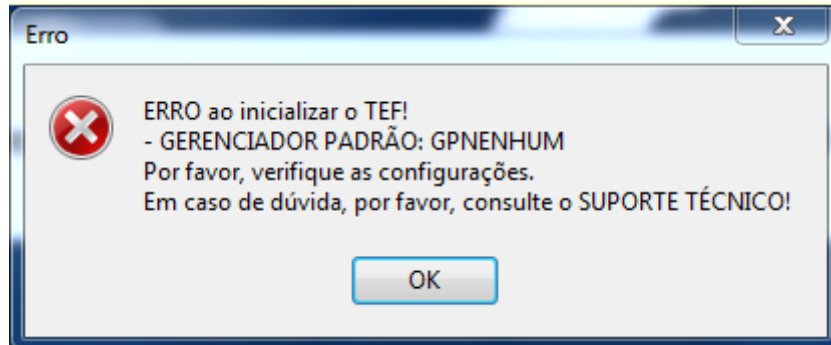 Erro
ERRO ao inicializar o TEF!
- GERENCIADOR PADRÃO: GPNENHUM
Por favor, verifique as configurações.
Em caso de dúvida, por favor, consulte o SUPORTE TÉCNICO!
OK